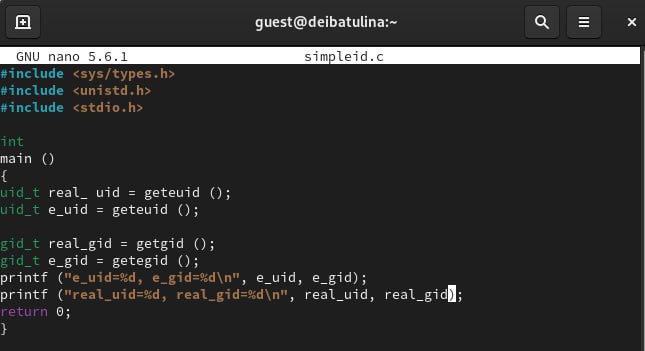 guest@deibatulina:~
GNU nano 5.6.1 simpleid.c
#include <sys/types.h>
#include <unistd.h>
#include <stdio.h>
int
main ()
{
uid_t real_ uid = geteuid ();
uid_t e_uid = geteuid ();
gid_t real_gid = getgid ();
gid_t e_gid = getegid ();
printf ("e_uid=%d, e_gid=%d\n", e_uid, e_gid);
printf ("real_uid=%d, real_gid=%d\n", real_uid, real_gid);
return 0;
}